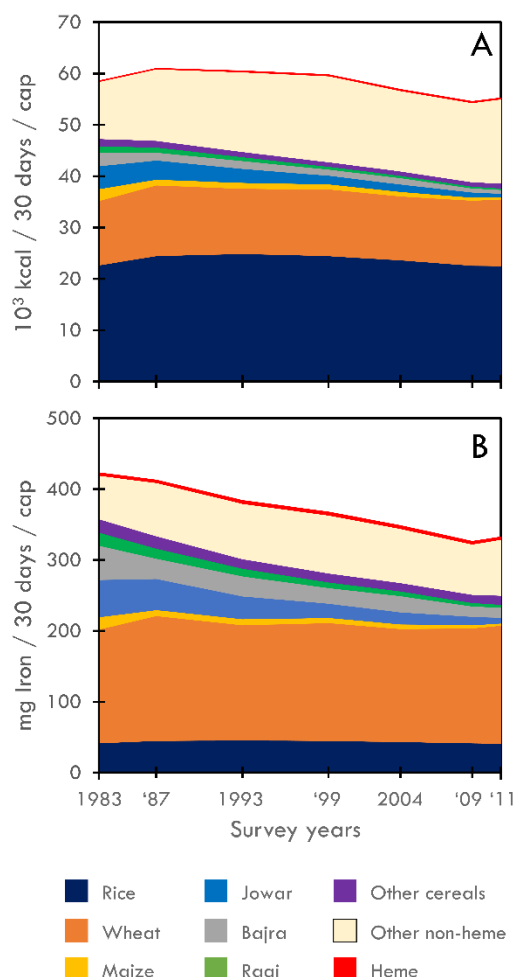 A
10³ kcal / 30 days / cap
70
60
50
40
30
20
10
0
B
mg Iron / 30 days / cap
500
400
300
200
100
0
1983 ‘87 1993 ‘99 2004 ‘09 ‘11
Survey years
Rice Jowar Other cereals
Wheat Bajra Other non-heme
Maize Ragi Heme